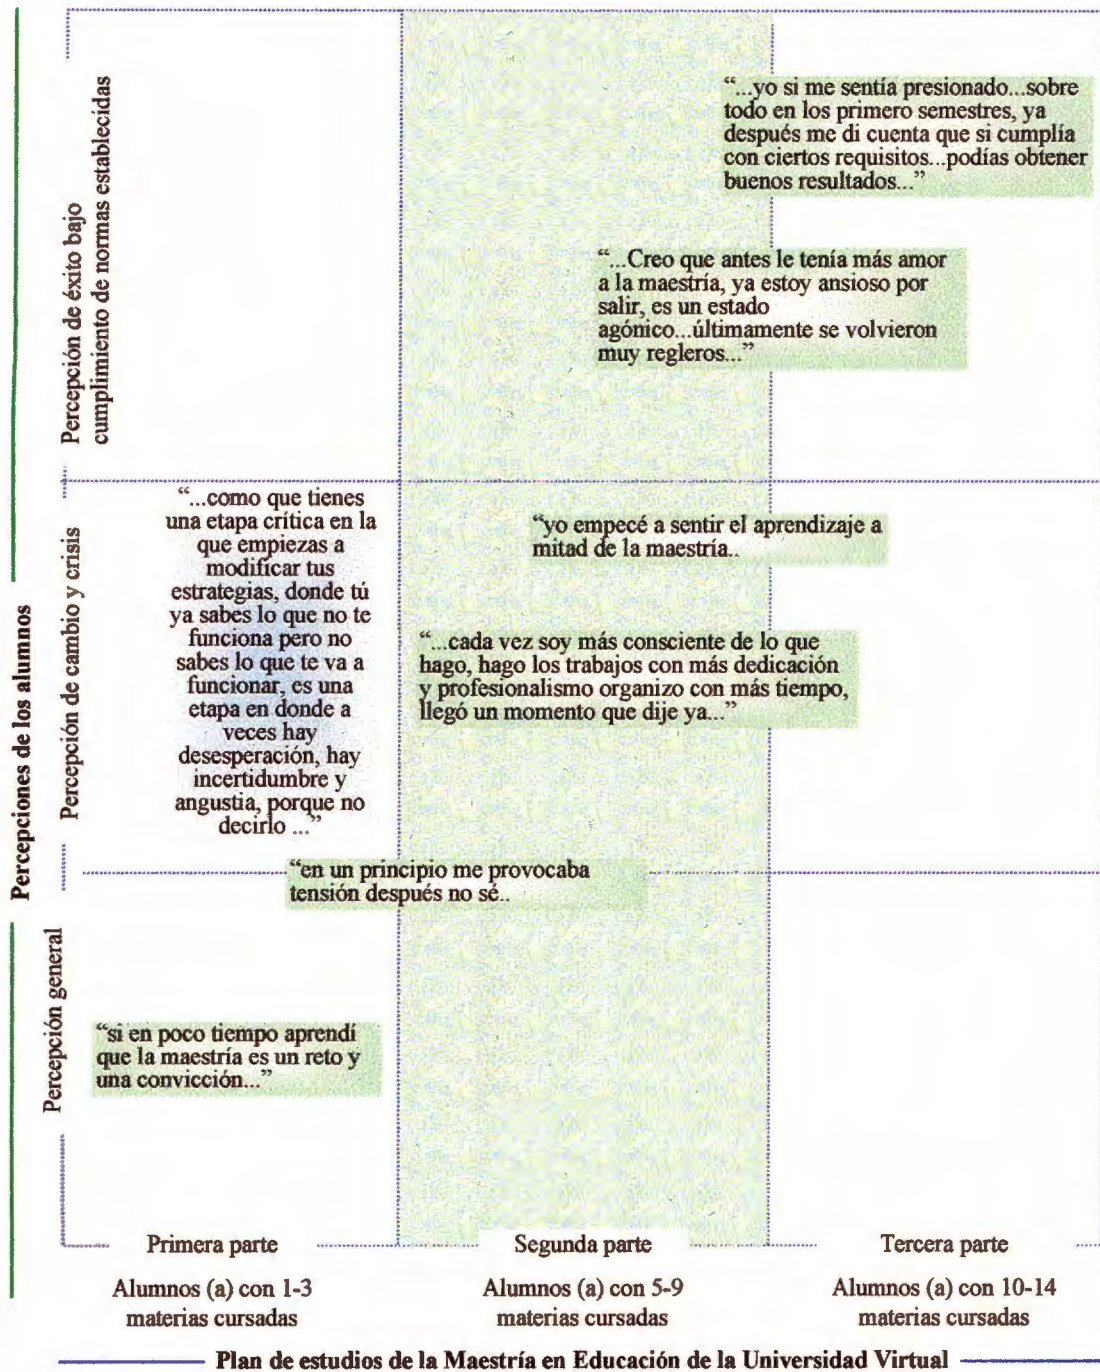 Percepciones de los alumnos
Percepción de éxito bajo
cumplimiento de normas establecidas
“...yo si me sentía presionado...sobre
todo en los primero semestres, ya
después me di cuenta que si cumplía
con ciertos requisitos...podías obtener
buenos resultados...”
“...Creo que antes le tenía más amor
a la maestría, ya estoy ansioso por
salir, es un estado
agónico...últimamente se volvieron
muy regleros...”
Percepción de cambio y crisis
“...como que tienes
una etapa crítica en la
que empiezas a
modificar tus
estrategias, donde tú
ya sabes lo que no te
funciona pero no
sabes lo que te va a
funcionar, es una
etapa en donde a
veces hay
desesperación, hay
incertidumbre y
angustia, porque no
decirlo ...”
“yo empecé a sentir el aprendizaje a
mitad de la maestría..
“...cada vez soy más consciente de lo que
hago, hago los trabajos con más dedicación
y profesionalismo organizo con más tiempo,
llegó un momento que dije ya...”
“en un principio me provocaba
tensión después no sé..
Percepción general
“si en poco tiempo aprendí
que la maestría es un reto y
una convicción...”
Primera parte
Alumnos (a) con 1-3
materias cursadas
Segunda parte
Alumnos (a) con 5-9
materias cursadas
Tercera parte
Alumnos (a) con 10-14
materias cursadas
Plan de estudios de la Maestría en Educación de la Universidad Virtual